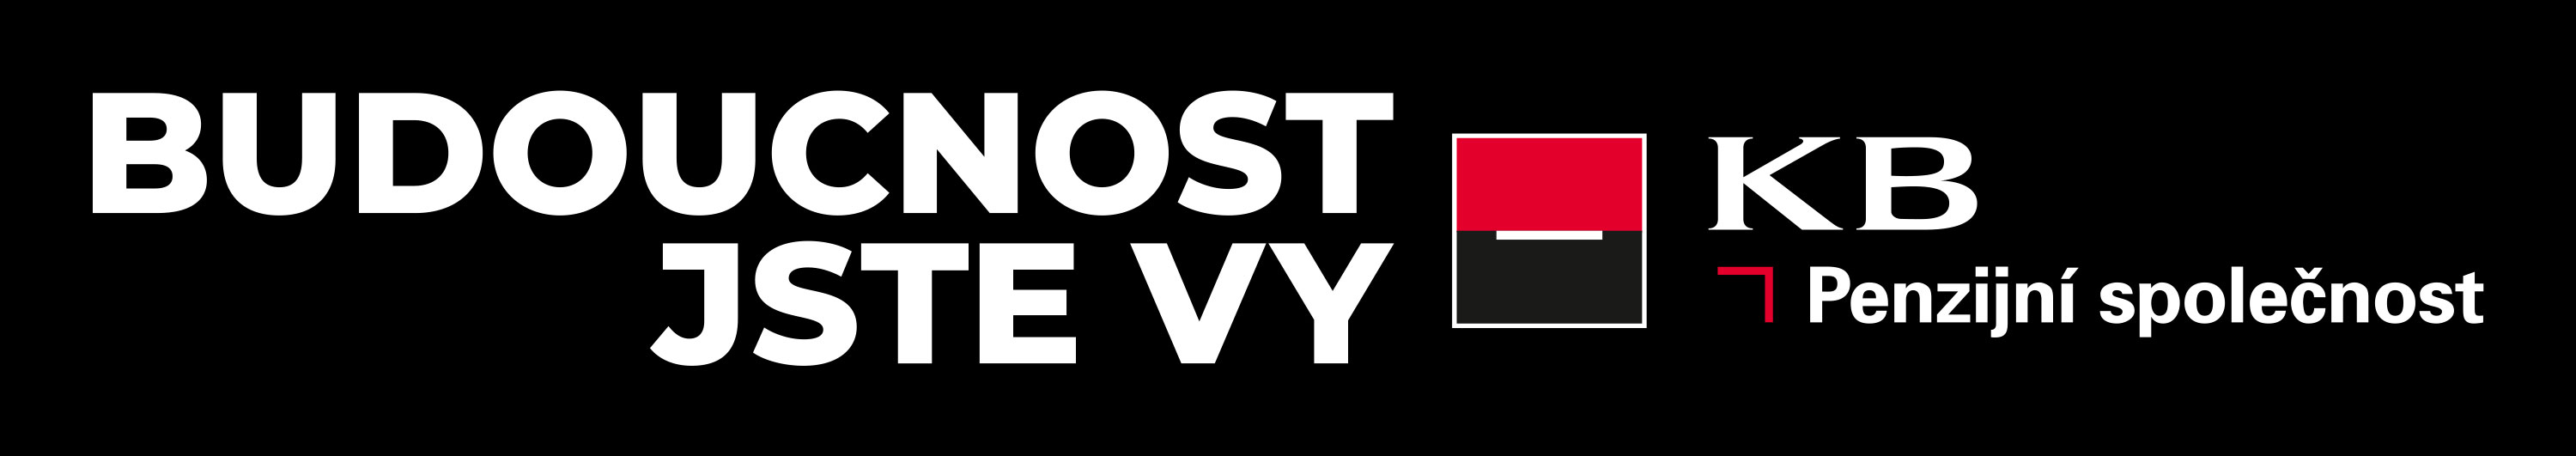 BUDOUCNOST
JSTE VY
KB
Penzijní společnost